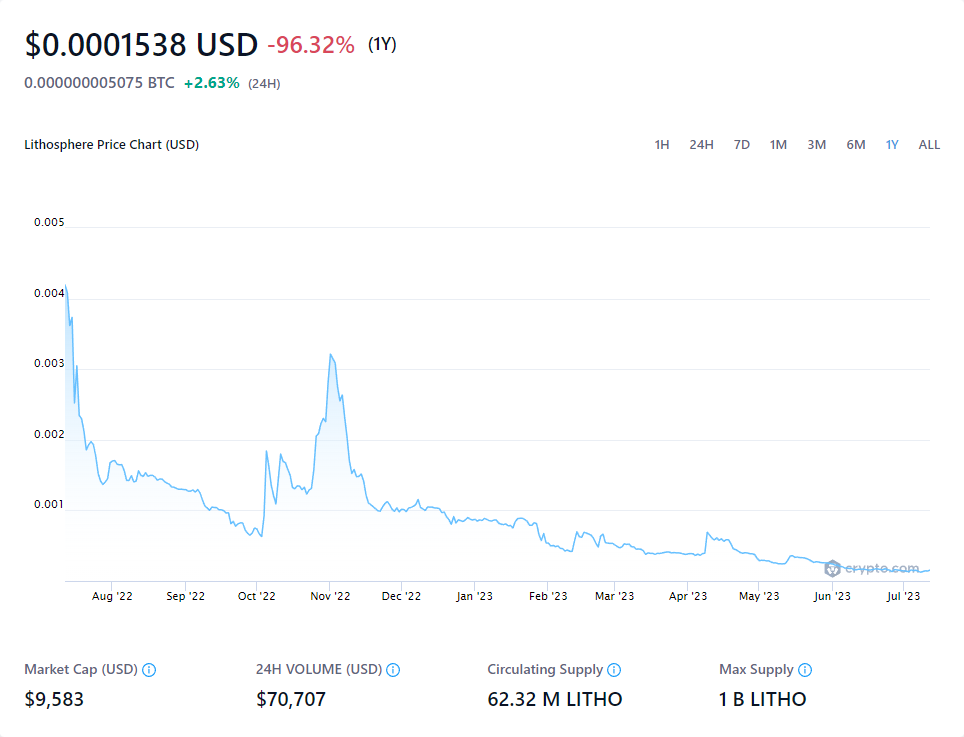 $0.0001538 USD -96.32% (1Y)
0.000000005075 BTC +2.63% (24H)
Lithosphere Price Chart (USD) 1H 24H 7D 1M 3M 6M 1Y ALL
0.005
0.004
0.003
0.002
0.001
crypto.com
Aug '22 Sep '22 Oct '22 Nov '22 Dec '22 Jan '23 Feb '23 Mar '23 Apr '23 May '23 Jun '23 Jul '23
Market Cap (USD) 24H VOLUME (USD) Circulating Supply Max Supply
$9,583 $70,707 62.32 M LITHO 1 B LITHO